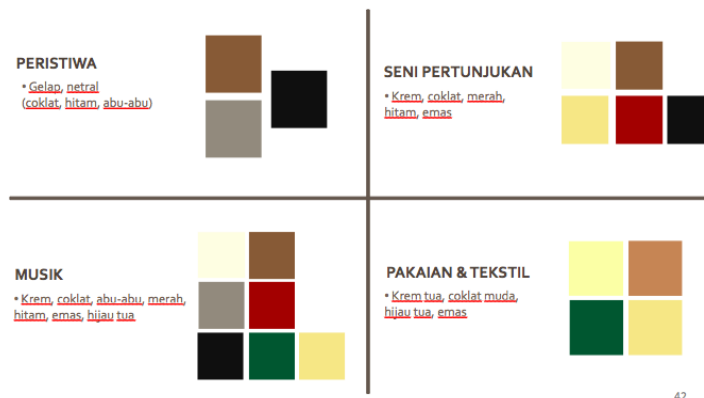 PERISTIWA
• Gelap, netral
(coklat, hitam, abu-abu)
SENI PERTUNJUKAN
• Krem, coklat, merah,
hitam, emas
MUSIK
• Krem, coklat, abu-abu, merah,
hitam, emas, hijau tua
PAKAIAN & TEKSTIL
• Krem tua, coklat muda,
hijau tua, emas
42